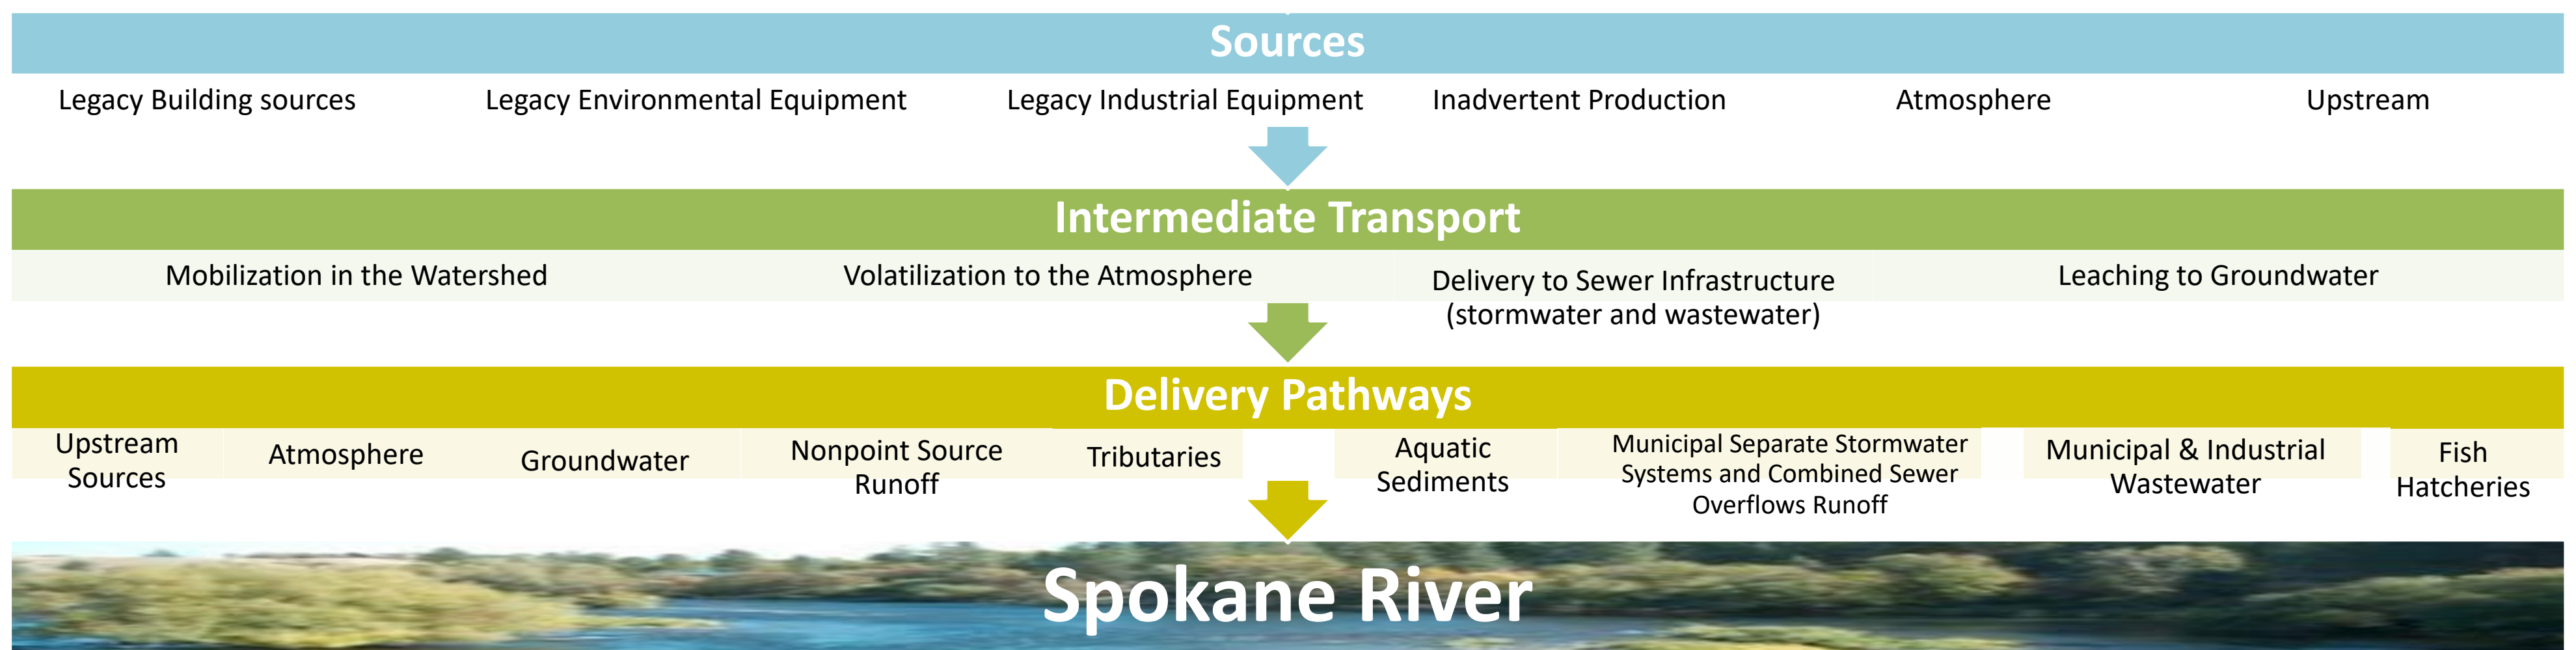 Sources
Legacy Building sources
Legacy Environmental Equipment
Legacy Industrial Equipment
Inadvertent Production
Atmosphere
Upstream
Intermediate Transport
Mobilization in the Watershed
Volatilization to the Atmosphere
Delivery to Sewer Infrastructure
(stormwater and wastewater)
Leaching to Groundwater
Delivery Pathways
Upstream
Sources
Atmosphere
Groundwater
Nonpoint Source
Runoff
Tributaries
Aquatic
Sediments
Municipal Separate Stormwater
Systems and Combined Sewer
Overflows Runoff
Municipal & Industrial
Wastewater
Fish
Hatcheries
Spokane River